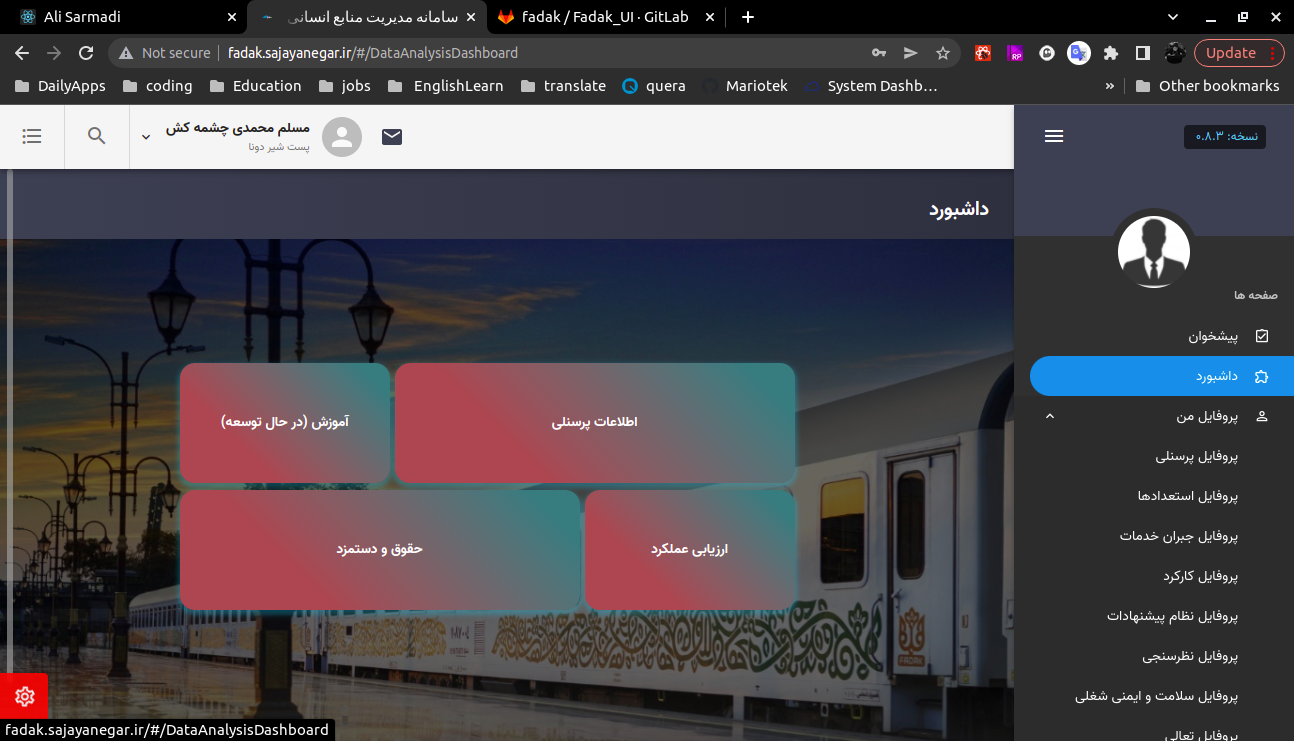 Ali Sarmadi
سامانه مدیریت منابع انسانی
fadak / Fadak_UI · GitLab
Not secure
fadak.sajayanegar.ir/#/DataAnalysisDashboard
Update
DailyApps
coding
Education
jobs
EnglishLearn
translate
quera
Mariotek
System Dashb…
»
Other bookmarks
مسلم محمدی چشمه کش
پست شیر دونا
نسخه: ۰.۸.۳
داشبورد
صفحه ها
پیشخوان
داشبورد
پروفایل من
پروفایل پرسنلی
پروفایل استعدادها
پروفایل جبران خدمات
پروفایل کارکرد
پروفایل نظام پیشنهادات
پروفایل نظرسنجی
پروفایل سلامت و ایمنی شغلی
پروفایل تعالی
اطلاعات پرسنلی
آموزش (در حال توسعه)
ارزیابی عملکرد
حقوق و دستمزد
FADAK
fadak.sajayanegar.ir/#/DataAnalysisDashboard